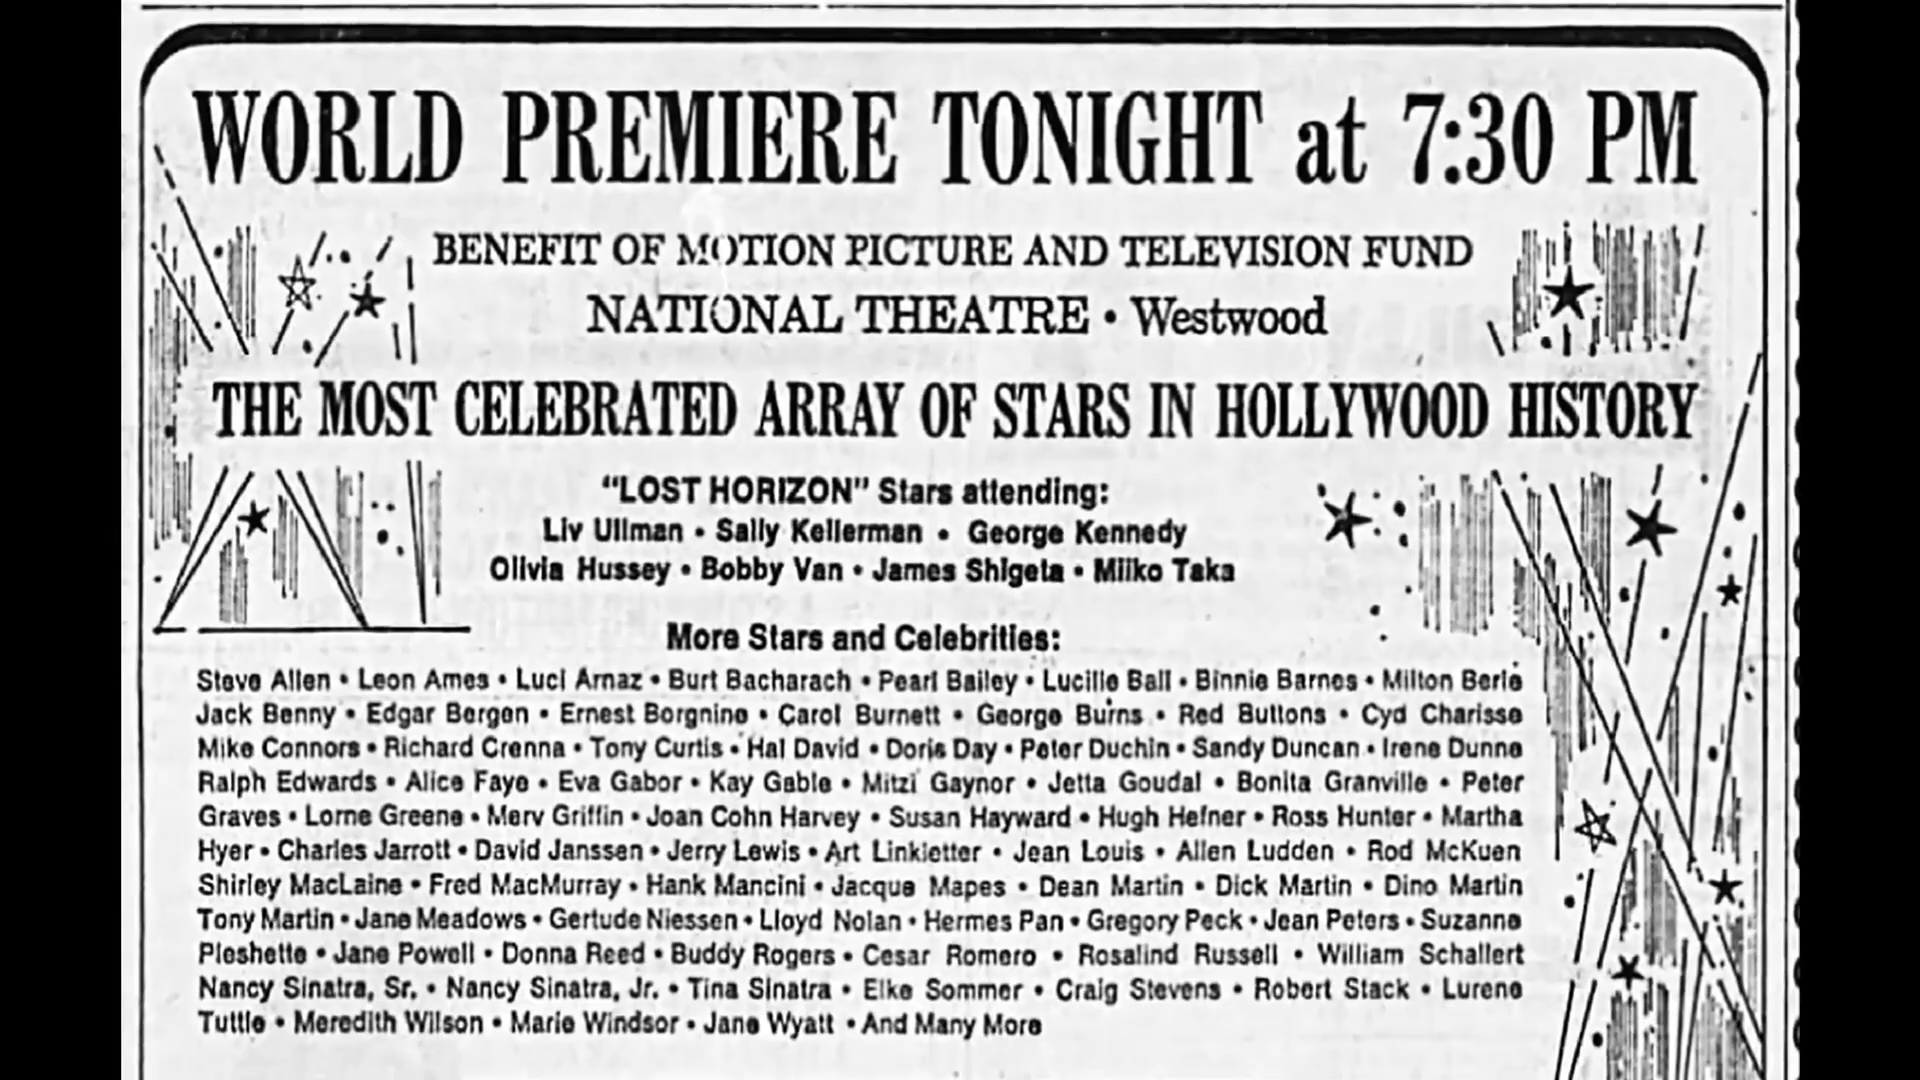 WORLD PREMIERE TONIGHT at 7:30 PM
BENEFIT OF MOTION PICTURE AND TELEVISION FUND
NATIONAL THEATRE • Westwood
THE MOST CELEBRATED ARRAY OF STARS IN HOLLYWOOD HISTORY
"LOST HORIZON" Stars attending:
Liv Ullman • Sally Kellerman • George Kennedy
Olivia Hussey • Bobby Van • James Shigeta • Miiko Taka
More Stars and Celebrities:
Steve Allen • Leon Ames • Luci Arnaz • Burt Bacharach • Pearl Bailey • Lucille Ball • Binnie Barnes • Milton Berle
Jack Benny • Edgar Bergen • Ernest Borgnine • Carol Burnett • George Burns • Red Buttons • Cyd Charisse
Mike Connors • Richard Crenna • Tony Curtis • Hal David • Doris Day • Peter Duchin • Sandy Duncan • Irene Dunne
Ralph Edwards • Alice Faye • Eva Gabor • Kay Gable • Mitzi Gaynor • Jetta Goudal • Bonita Granville • Peter
Graves • Lorne Greene • Merv Griffin • Joan Cohn Harvey • Susan Hayward • Hugh Hefner • Ross Hunter • Martha
Hyer • Charles Jarrott • David Janssen • Jerry Lewis • Art Linkletter • Jean Louis • Allen Ludden • Rod McKuen
Shirley MacLaine • Fred MacMurray • Hank Mancini • Jacque Mapes • Dean Martin • Dick Martin • Dino Martin
Tony Martin • Jane Meadows • Gertude Niessen • Lloyd Nolan • Hermes Pan • Gregory Peck • Jean Peters • Suzanne
Pleshette • Jane Powell • Donna Reed • Buddy Rogers • Cesar Romero • Rosalind Russell • William Schallert
Nancy Sinatra, Sr. • Nancy Sinatra, Jr. • Tina Sinatra • Elke Sommer • Craig Stevens • Robert Stack • Lurene
Tuttle • Meredith Wilson • Marie Windsor • Jane Wyatt • And Many More